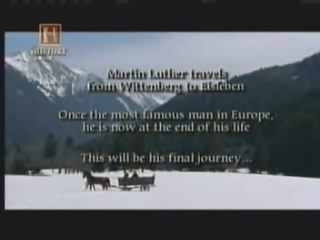 H
HISTORY
Martin Luther travels
from Wittenberg to Eisleben
Once the most famous man in Europe,
he is now at the end of his life
This will be his final journey...